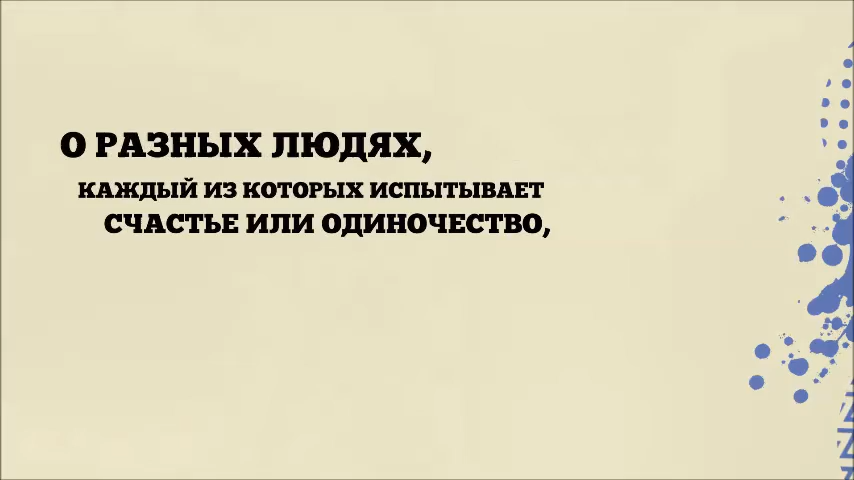 О РАЗНЫХ ЛЮДЯХ,
КАЖДЫЙ ИЗ КОТОРЫХ ИСПЫТЫВАЕТ
СЧАСТЬЕ ИЛИ ОДИНОЧЕСТВО,